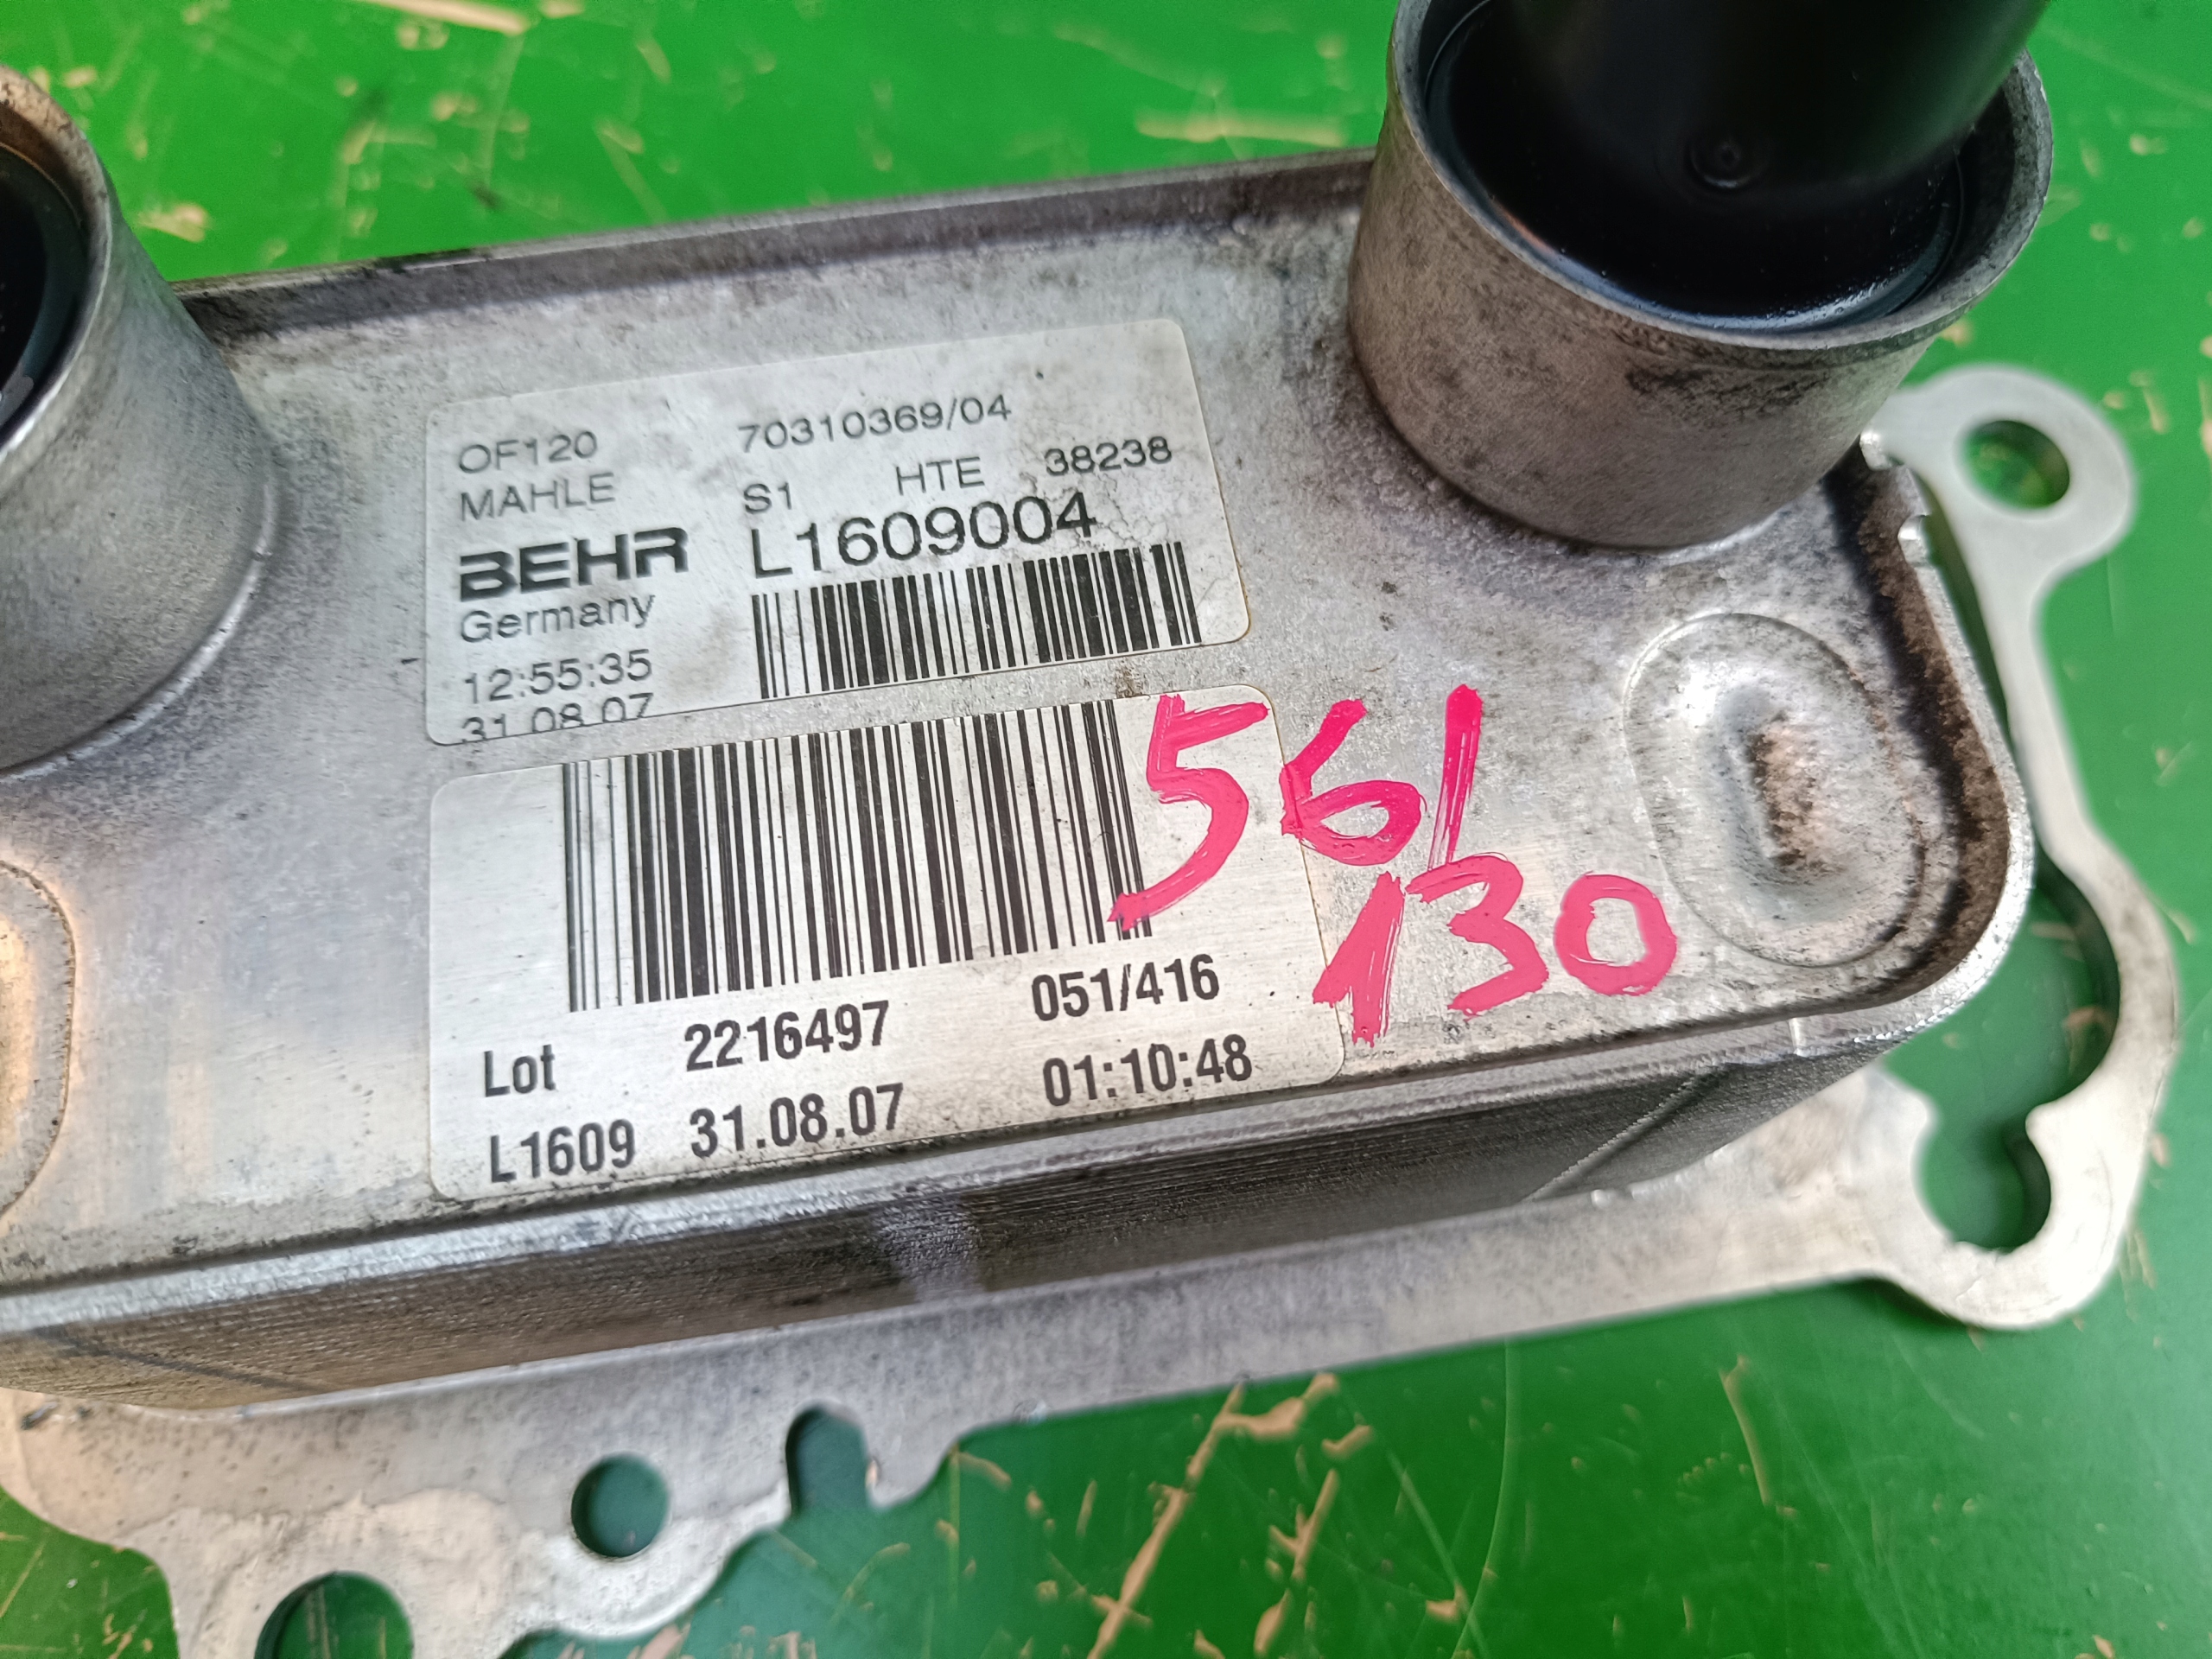 OF120 70310369/04
MAHLE S1 HTE 38238
BEHR L1609004
Germany
12:55:35
31.08.07
561
130
051/416
Lot 2216497
01:10:48
L1609 31.08.07